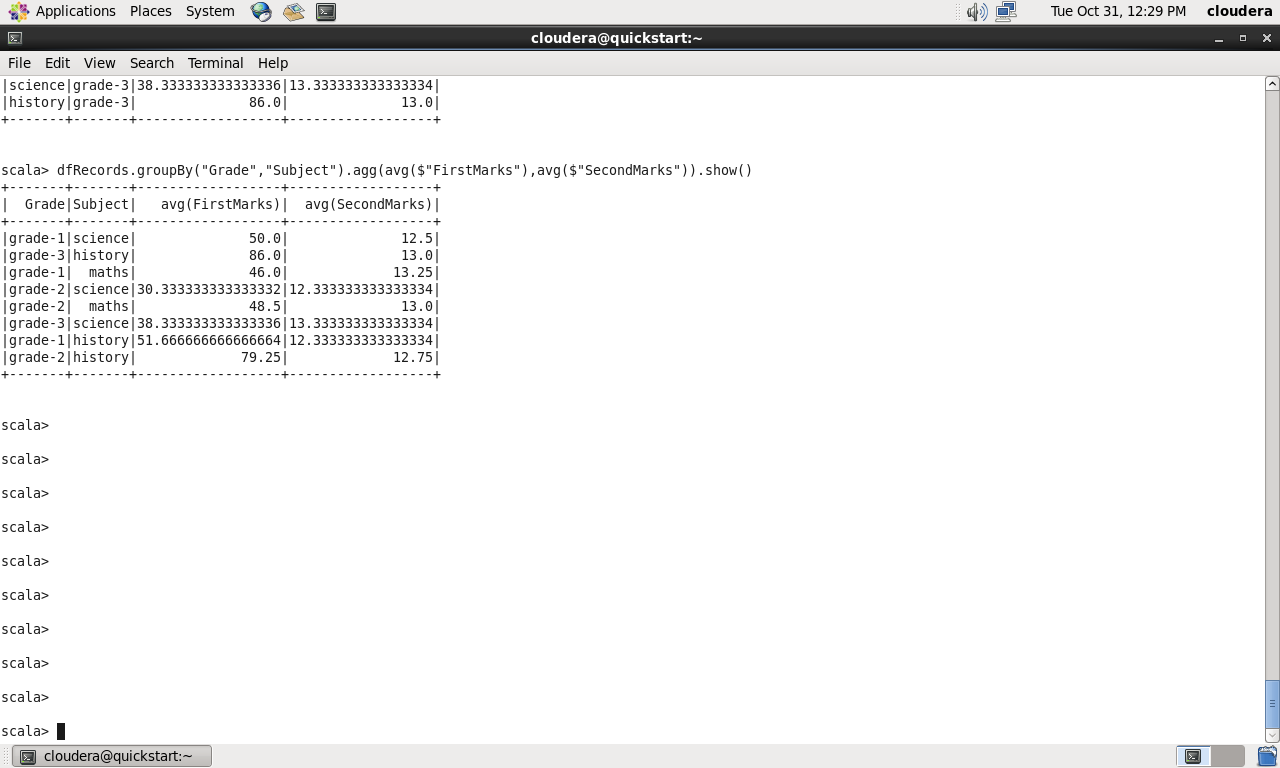 Applications Places System Tue Oct 31, 12:29 PM cloudera
cloudera@quickstart:~
File Edit View Search Terminal Help
|science|grade-3|38.333333333333336|13.333333333333334|
|history|grade-3|              86.0|              13.0|
+-------+-------+------------------+------------------+
scala> dfRecords.groupBy("Grade","Subject").agg(avg($"FirstMarks"),avg($"SecondMarks")).show()
+-------+-------+------------------+------------------+
|  Grade|Subject|   avg(FirstMarks)|  avg(SecondMarks)|
+-------+-------+------------------+------------------+
|grade-1|science|              50.0|              12.5|
|grade-3|history|              86.0|              13.0|
|grade-1|  maths|              46.0|             13.25|
|grade-2|science|30.333333333333332|12.333333333333334|
|grade-2|  maths|              48.5|              13.0|
|grade-3|science|38.333333333333336|13.333333333333334|
|grade-1|history|51.666666666666664|12.333333333333334|
|grade-2|history|             79.25|             12.75|
+-------+-------+------------------+------------------+
scala>
scala>
scala>
scala>
scala>
scala>
scala>
scala>
scala>
scala>
cloudera@quickstart:~